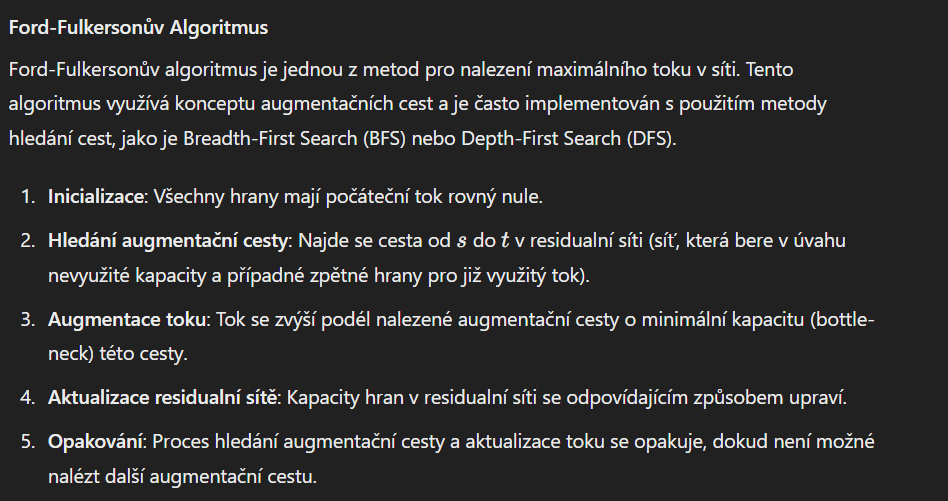 Ford-Fulkersonův Algoritmus
Ford-Fulkersonův algoritmus je jednou z metod pro nalezení maximálního toku v síti. Tento
algoritmus využívá konceptu augmentačních cest a je často implementován s použitím metody
hledání cest, jako je Breadth-First Search (BFS) nebo Depth-First Search (DFS).
1. Inicializace: Všechny hrany mají počáteční tok rovný nule.
2. Hledání augmentační cesty: Najde se cesta od s do t v residualní síti (síť, která bere v úvahu
nevyužité kapacity a případné zpětné hrany pro již využitý tok).
3. Augmentace toku: Tok se zvýší podél nalezené augmentační cesty o minimální kapacitu (bottle-
neck) této cesty.
4. Aktualizace residualní sítě: Kapacity hran v residualní síti se odpovídajícím způsobem upraví.
5. Opakování: Proces hledání augmentační cesty a aktualizace toku se opakuje, dokud není možné
nalézt další augmentační cestu.